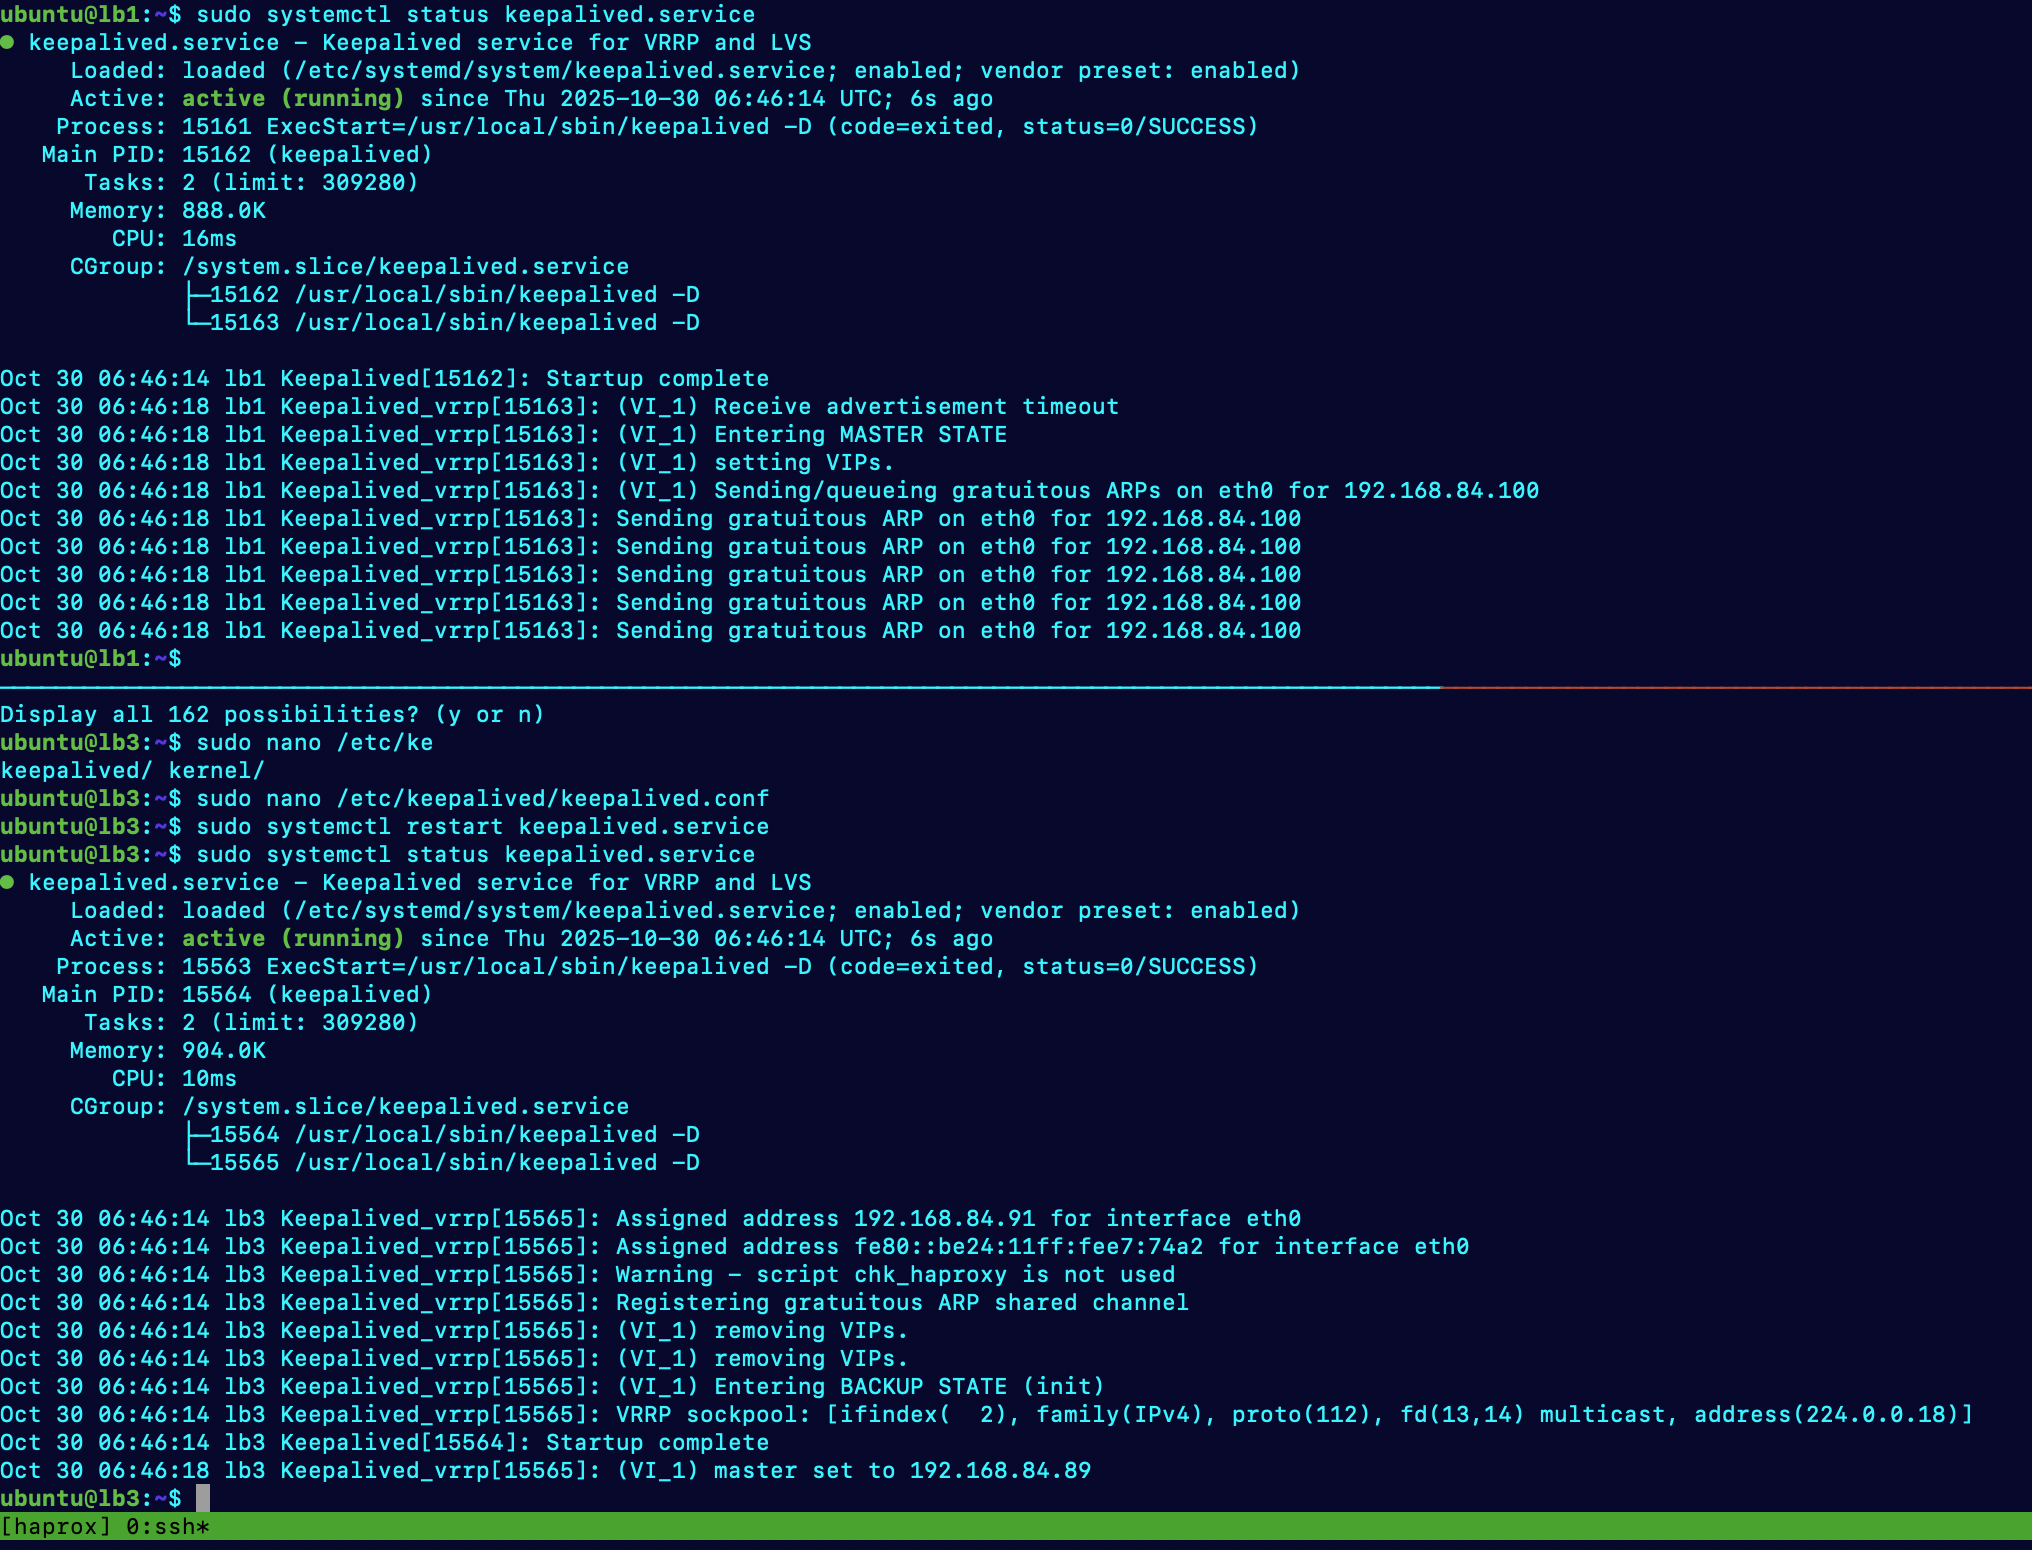 ubuntu@lb1:~$ sudo systemctl status keepalived.service
● keepalived.service – Keepalived service for VRRP and LVS
     Loaded: loaded (/etc/systemd/system/keepalived.service; enabled; vendor preset: enabled)
     Active: active (running) since Thu 2025-10-30 06:46:14 UTC; 6s ago
    Process: 15161 ExecStart=/usr/local/sbin/keepalived -D (code=exited, status=0/SUCCESS)
   Main PID: 15162 (keepalived)
      Tasks: 2 (limit: 309280)
     Memory: 888.0K
        CPU: 16ms
     CGroup: /system.slice/keepalived.service
             ├─15162 /usr/local/sbin/keepalived -D
             └─15163 /usr/local/sbin/keepalived -D

Oct 30 06:46:14 lb1 Keepalived[15162]: Startup complete
Oct 30 06:46:18 lb1 Keepalived_vrrp[15163]: (VI_1) Receive advertisement timeout
Oct 30 06:46:18 lb1 Keepalived_vrrp[15163]: (VI_1) Entering MASTER STATE
Oct 30 06:46:18 lb1 Keepalived_vrrp[15163]: (VI_1) setting VIPs.
Oct 30 06:46:18 lb1 Keepalived_vrrp[15163]: (VI_1) Sending/queueing gratuitous ARPs on eth0 for 192.168.84.100
Oct 30 06:46:18 lb1 Keepalived_vrrp[15163]: Sending gratuitous ARP on eth0 for 192.168.84.100
Oct 30 06:46:18 lb1 Keepalived_vrrp[15163]: Sending gratuitous ARP on eth0 for 192.168.84.100
Oct 30 06:46:18 lb1 Keepalived_vrrp[15163]: Sending gratuitous ARP on eth0 for 192.168.84.100
Oct 30 06:46:18 lb1 Keepalived_vrrp[15163]: Sending gratuitous ARP on eth0 for 192.168.84.100
Oct 30 06:46:18 lb1 Keepalived_vrrp[15163]: Sending gratuitous ARP on eth0 for 192.168.84.100
ubuntu@lb1:~$
Display all 162 possibilities? (y or n)
ubuntu@lb3:~$ sudo nano /etc/ke
keepalived/ kernel/
ubuntu@lb3:~$ sudo nano /etc/keepalived/keepalived.conf
ubuntu@lb3:~$ sudo systemctl restart keepalived.service
ubuntu@lb3:~$ sudo systemctl status keepalived.service
● keepalived.service – Keepalived service for VRRP and LVS
     Loaded: loaded (/etc/systemd/system/keepalived.service; enabled; vendor preset: enabled)
     Active: active (running) since Thu 2025-10-30 06:46:14 UTC; 6s ago
    Process: 15563 ExecStart=/usr/local/sbin/keepalived -D (code=exited, status=0/SUCCESS)
   Main PID: 15564 (keepalived)
      Tasks: 2 (limit: 309280)
     Memory: 904.0K
        CPU: 10ms
     CGroup: /system.slice/keepalived.service
             ├─15564 /usr/local/sbin/keepalived -D
             └─15565 /usr/local/sbin/keepalived -D

Oct 30 06:46:14 lb3 Keepalived_vrrp[15565]: Assigned address 192.168.84.91 for interface eth0
Oct 30 06:46:14 lb3 Keepalived_vrrp[15565]: Assigned address fe80::be24:11ff:fee7:74a2 for interface eth0
Oct 30 06:46:14 lb3 Keepalived_vrrp[15565]: Warning – script chk_haproxy is not used
Oct 30 06:46:14 lb3 Keepalived_vrrp[15565]: Registering gratuitous ARP shared channel
Oct 30 06:46:14 lb3 Keepalived_vrrp[15565]: (VI_1) removing VIPs.
Oct 30 06:46:14 lb3 Keepalived_vrrp[15565]: (VI_1) removing VIPs.
Oct 30 06:46:14 lb3 Keepalived_vrrp[15565]: (VI_1) Entering BACKUP STATE (init)
Oct 30 06:46:14 lb3 Keepalived_vrrp[15565]: VRRP sockpool: [ifindex(  2), family(IPv4), proto(112), fd(13,14) multicast, address(224.0.0.18)]
Oct 30 06:46:14 lb3 Keepalived[15564]: Startup complete
Oct 30 06:46:18 lb3 Keepalived_vrrp[15565]: (VI_1) master set to 192.168.84.89
ubuntu@lb3:~$
[haprox] 0:ssh*